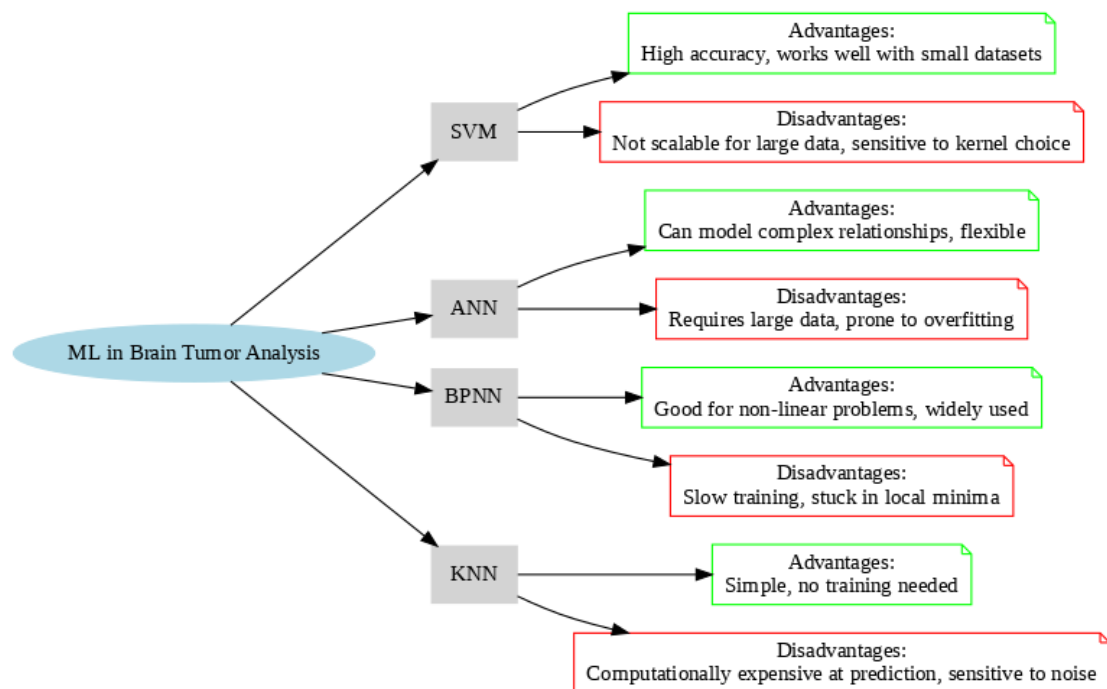 ML in Brain Tumor Analysis
SVM
Advantages:
High accuracy, works well with small datasets
Disadvantages:
Not scalable for large data, sensitive to kernel choice
ANN
Advantages:
Can model complex relationships, flexible
Disadvantages:
Requires large data, prone to overfitting
BPNN
Advantages:
Good for non-linear problems, widely used
Disadvantages:
Slow training, stuck in local minima
KNN
Advantages:
Simple, no training needed
Disadvantages:
Computationally expensive at prediction, sensitive to noise